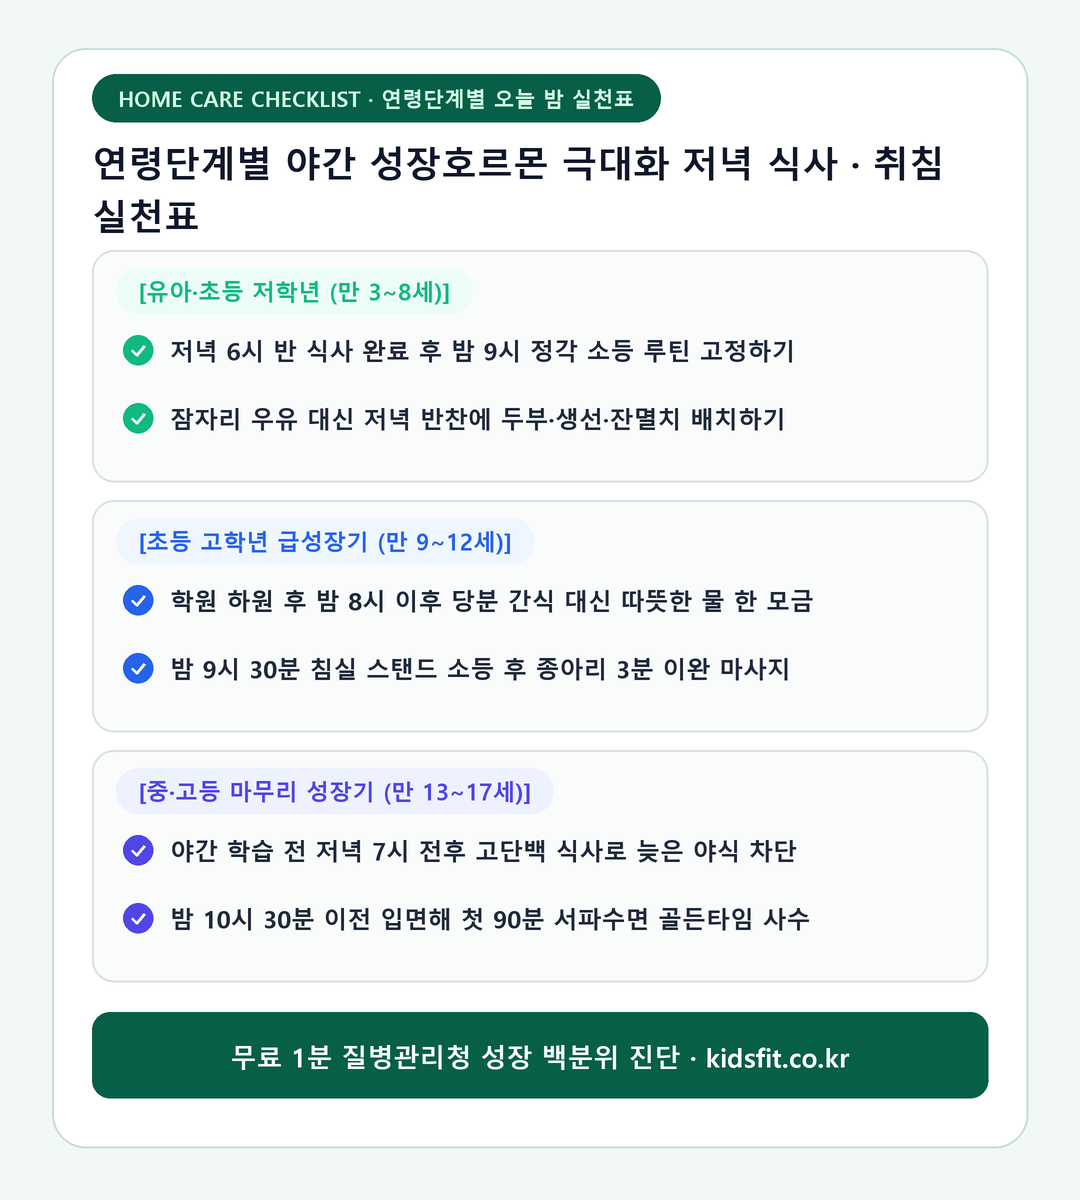 HOME CARE CHECKLIST · 연령단계별 오늘 밤 실천표
연령단계별 야간 성장호르몬 극대화 저녁 식사 · 취침
실천표
[유아·초등 저학년 (만 3~8세)]
저녁 6시 반 식사 완료 후 밤 9시 정각 소등 루틴 고정하기
잠자리 우유 대신 저녁 반찬에 두부·생선·잔멸치 배치하기
[초등 고학년 급성장기 (만 9~12세)]
학원 하원 후 밤 8시 이후 당분 간식 대신 따뜻한 물 한 모금
밤 9시 30분 침실 스탠드 소등 후 종아리 3분 이완 마사지
[중·고등 마무리 성장기 (만 13~17세)]
야간 학습 전 저녁 7시 전후 고단백 식사로 늦은 야식 차단
밤 10시 30분 이전 입면해 첫 90분 서파수면 골든타임 사수
무료 1분 질병관리청 성장 백분위 진단 · kidsfit.co.kr